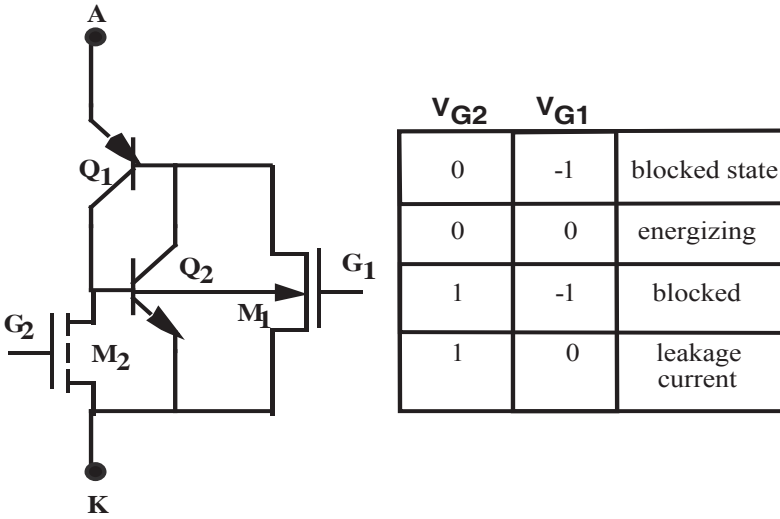 A
Q1
Q2
G1
M1
G2
M2
K
VG2 VG1
0 -1 blocked state
0 0 energizing
1 -1 blocked
1 0 leakage
current